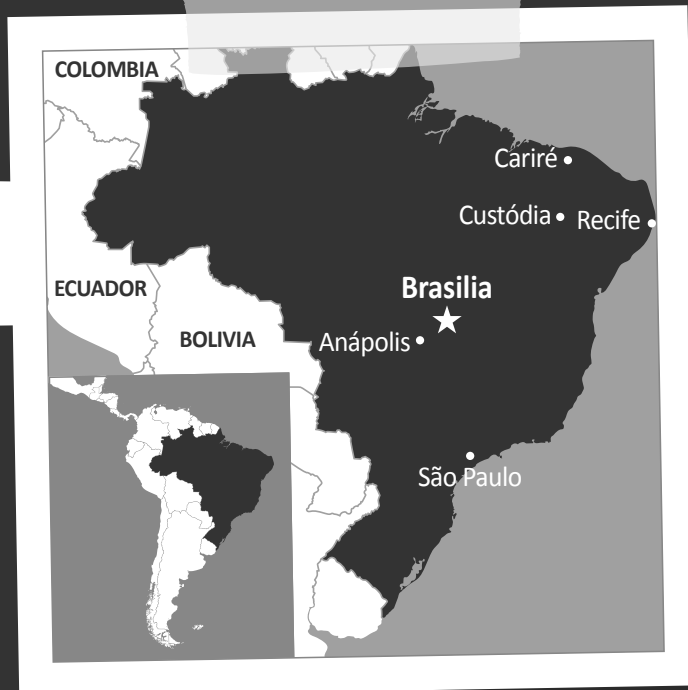 COLOMBIA
Cariré
Custódia
Recife
Brasilia
ECUADOR
BOLIVIA
Anápolis
São Paulo